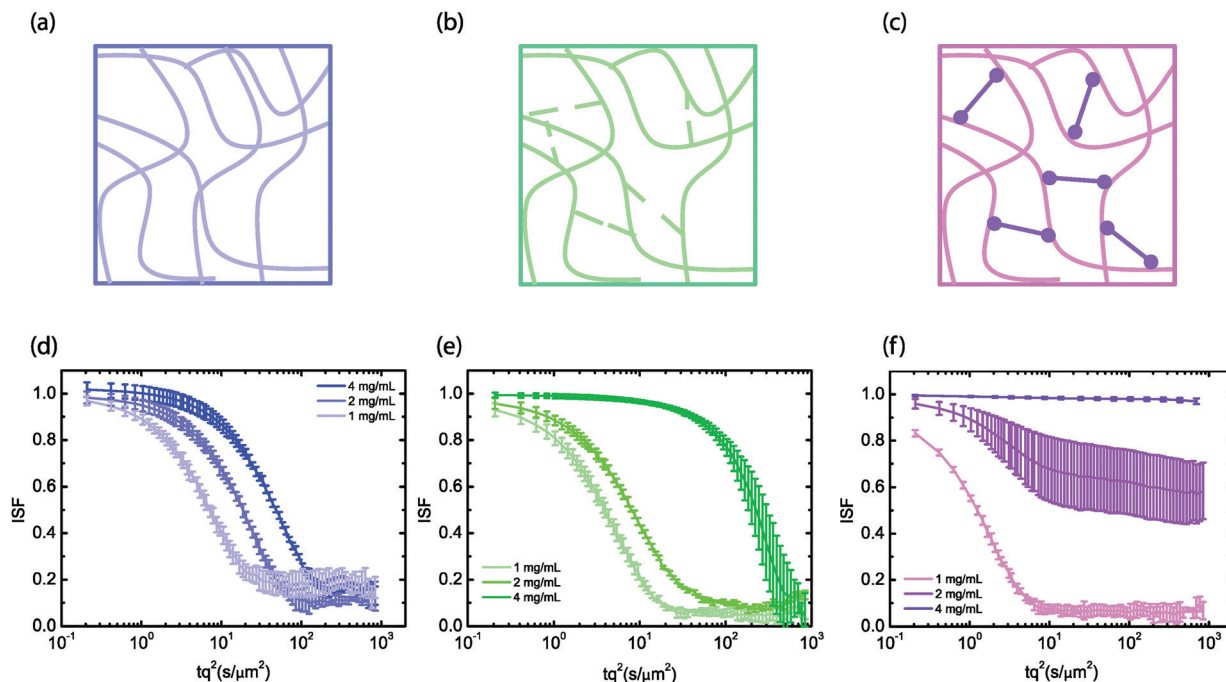 (a)
(b)
(c)
(d)
(e)
(f)
1.0
0.8
0.6
0.4
0.2
0.0
ISF
4 mg/mL
2 mg/mL
1 mg/mL
10⁻¹ 10⁰ 10¹ 10² 10³
tq²(s/μm²)
1.0
0.8
0.6
0.4
0.2
0.0
ISF
1 mg/mL
2 mg/mL
4 mg/mL
10⁻¹ 10⁰ 10¹ 10² 10³
tq²(s/μm²)
1.0
0.8
0.6
0.4
0.2
0.0
ISF
1 mg/mL
2 mg/mL
4 mg/mL
10⁻¹ 10⁰ 10¹ 10² 10³
tq²(s/μm²)